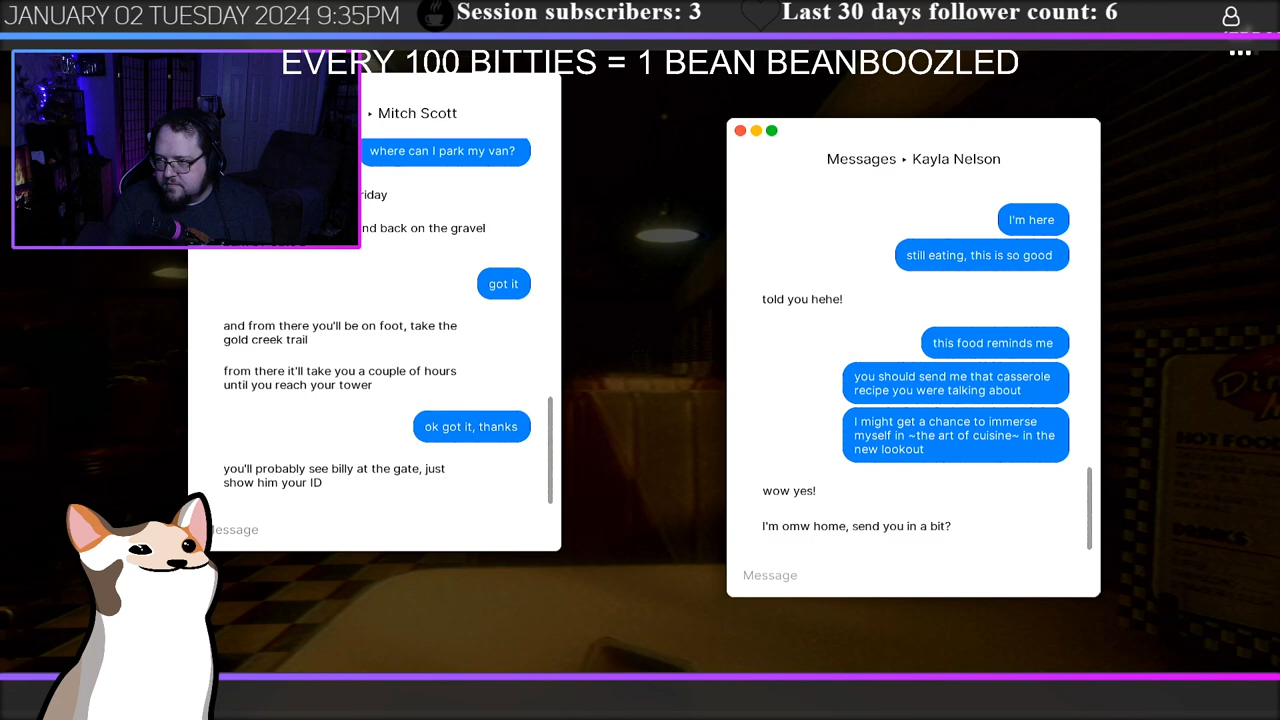 JANUARY 02 TUESDAY 2024 9:35PM
Session subscribers: 3
Last 30 days follower count: 6
EVERY 100 BITTIES = 1 BEAN BEANBOOZLED
‣ Mitch Scott
where can I park my van?
riday
nd back on the gravel
got it
and from there you'll be on foot, take the
gold creek trail
from there it'll take you a couple of hours
until you reach your tower
ok got it, thanks
you'll probably see billy at the gate, just
show him your ID
essage
Messages ‣ Kayla Nelson
I'm here
still eating, this is so good
told you hehe!
this food reminds me
you should send me that casserole
recipe you were talking about
I might get a chance to immerse
myself in ~the art of cuisine~ in the
new lookout
wow yes!
I'm omw home, send you in a bit?
Message
HOT FOOD
DRINKS